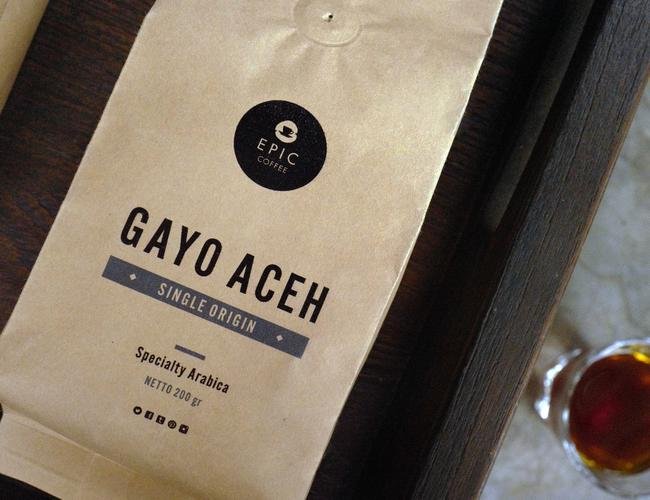 EPIC
COFFEE
GAYO ACEH
SINGLE ORIGIN
Specialty Arabica
NETTO 200 gr